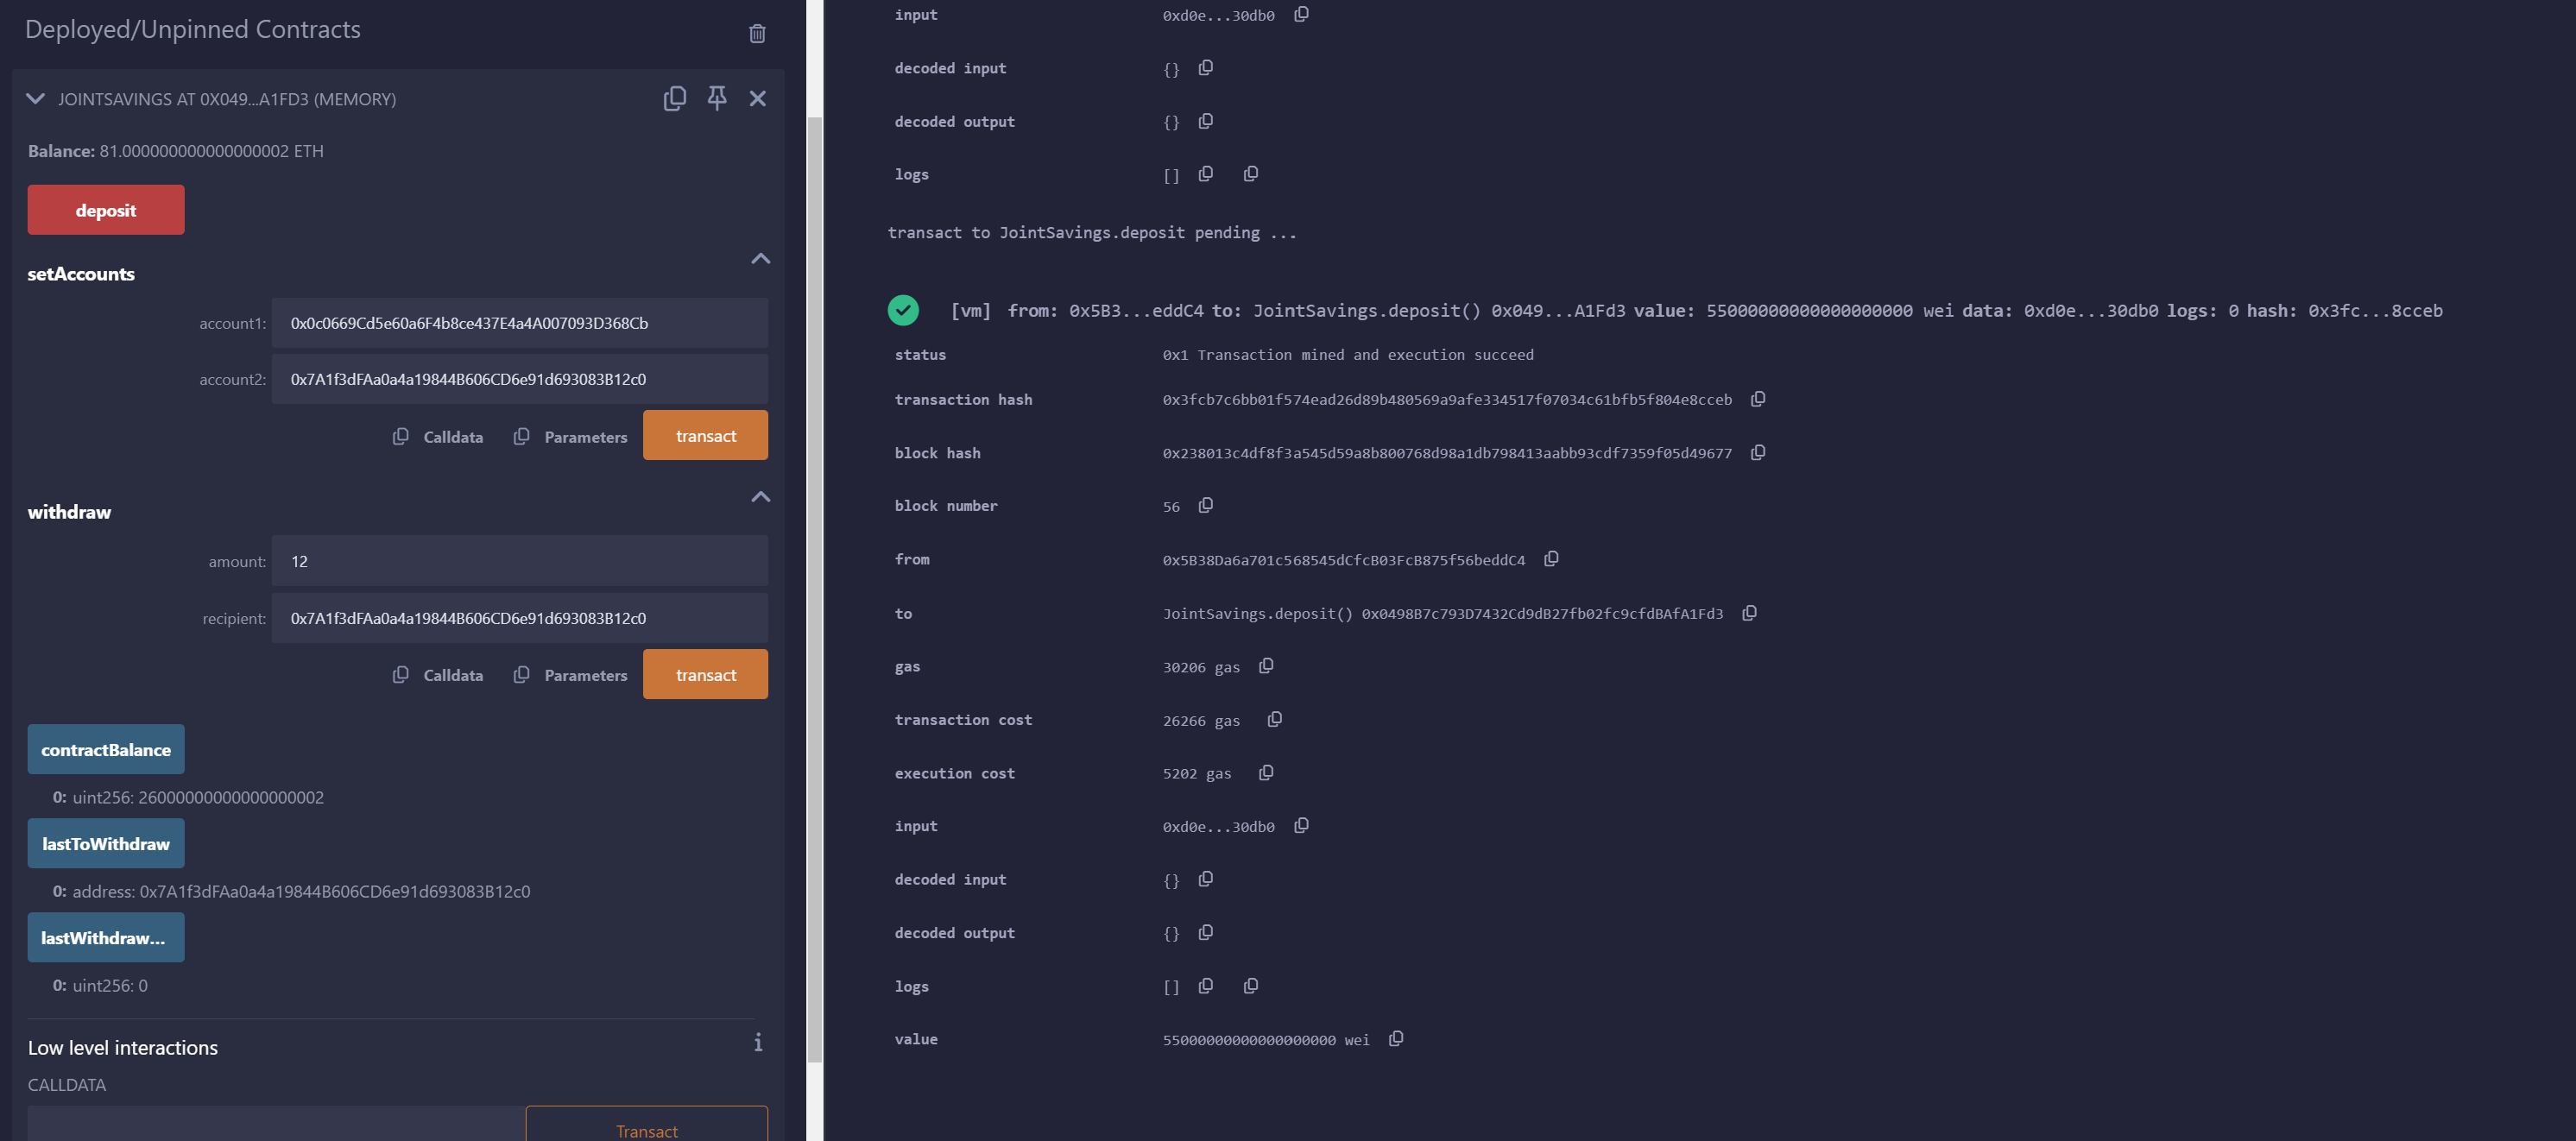 Deployed/Unpinned Contracts
JOINTSAVINGS AT 0X049...A1FD3 (MEMORY)
Balance: 81.000000000000000002 ETH
deposit
setAccounts
account1: 0x0c0669Cd5e60a6F4b8ce437E4a4A007093D368Cb
account2: 0x7A1f3dFAa0a4a19844B606CD6e91d693083B12c0
Calldata Parameters transact
withdraw
amount: 12
recipient: 0x7A1f3dFAa0a4a19844B606CD6e91d693083B12c0
Calldata Parameters transact
contractBalance
0: uint256: 26000000000000000002
lastToWithdraw
0: address: 0x7A1f3dFAa0a4a19844B606CD6e91d693083B12c0
lastWithdraw...
0: uint256: 0
Low level interactions
CALLDATA
Transact
input 0xd0e...30db0
decoded input {}
decoded output {}
logs []
transact to JointSavings.deposit pending ...
[vm] from: 0x5B3...eddC4 to: JointSavings.deposit() 0x049...A1Fd3 value: 55000000000000000000 wei data: 0xd0e...30db0 logs: 0 hash: 0x3fc...8cceb
status 0x1 Transaction mined and execution succeed
transaction hash 0x3fcb7c6bb01f574ead26d89b480569a9afe334517f07034c61bfb5f804e8cceb
block hash 0x238013c4df8f3a545d59a8b800768d98a1db798413aabb93cdf7359f05d49677
block number 56
from 0x5B38Da6a701c568545dCfcB03FcB875f56beddC4
to JointSavings.deposit() 0x0498B7c793D7432Cd9dB27fb02fc9cfdBAfA1Fd3
gas 30206 gas
transaction cost 26266 gas
execution cost 5202 gas
input 0xd0e...30db0
decoded input {}
decoded output {}
logs []
value 55000000000000000000 wei